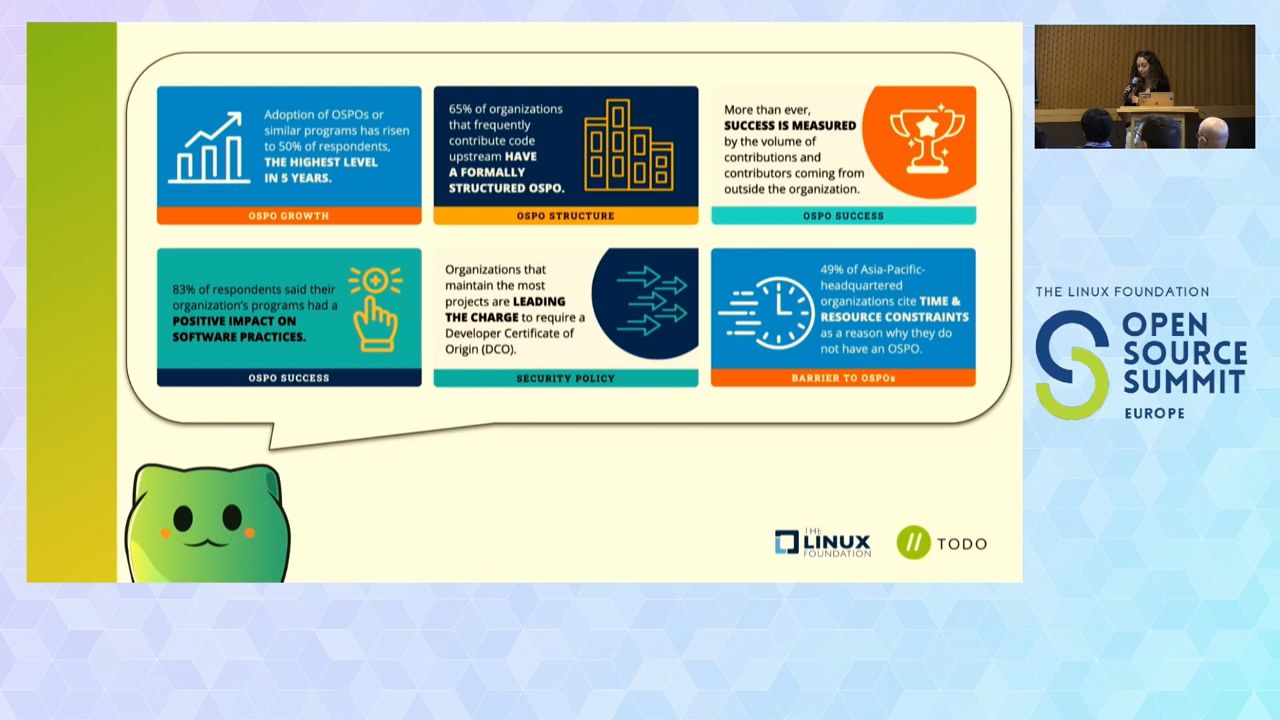 Adoption of OSPOs or
similar programs has risen
to 50% of respondents,
THE HIGHEST LEVEL
IN 5 YEARS.
OSPO GROWTH
65% of organizations
that frequently
contribute code
upstream HAVE
A FORMALLY
STRUCTURED OSPO.
OSPO STRUCTURE
More than ever,
SUCCESS IS MEASURED
by the volume of
contributions and
contributors coming from
outside the organization.
OSPO SUCCESS
83% of respondents said their
organization's programs had a
POSITIVE IMPACT ON
SOFTWARE PRACTICES.
OSPO SUCCESS
Organizations that
maintain the most
projects are LEADING
THE CHARGE to require a
Developer Certificate of
Origin (DCO).
SECURITY POLICY
49% of Asia-Pacific-
headquartered
organizations cite TIME &
RESOURCE CONSTRAINTS
as a reason why they do
not have an OSPO.
BARRIER TO OSPOs
THE
LINUX
FOUNDATION
// TODO
THE LINUX FOUNDATION
OPEN
SOURCE
SUMMIT
EUROPE